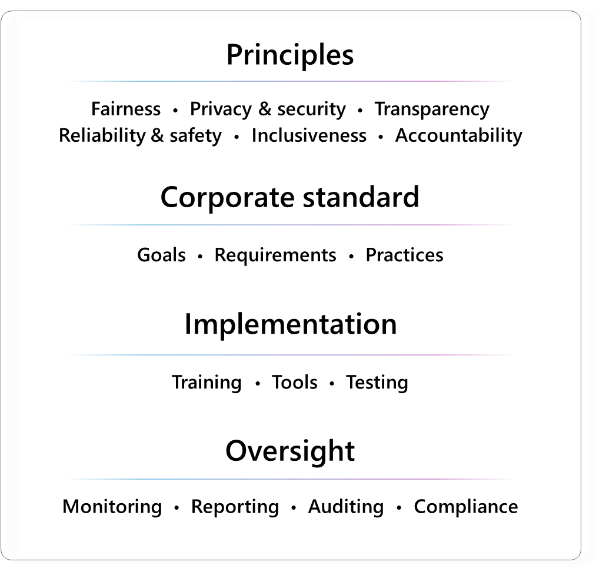 Principles
Fairness • Privacy & security • Transparency
Reliability & safety • Inclusiveness • Accountability
Corporate standard
Goals • Requirements • Practices
Implementation
Training • Tools • Testing
Oversight
Monitoring • Reporting • Auditing • Compliance